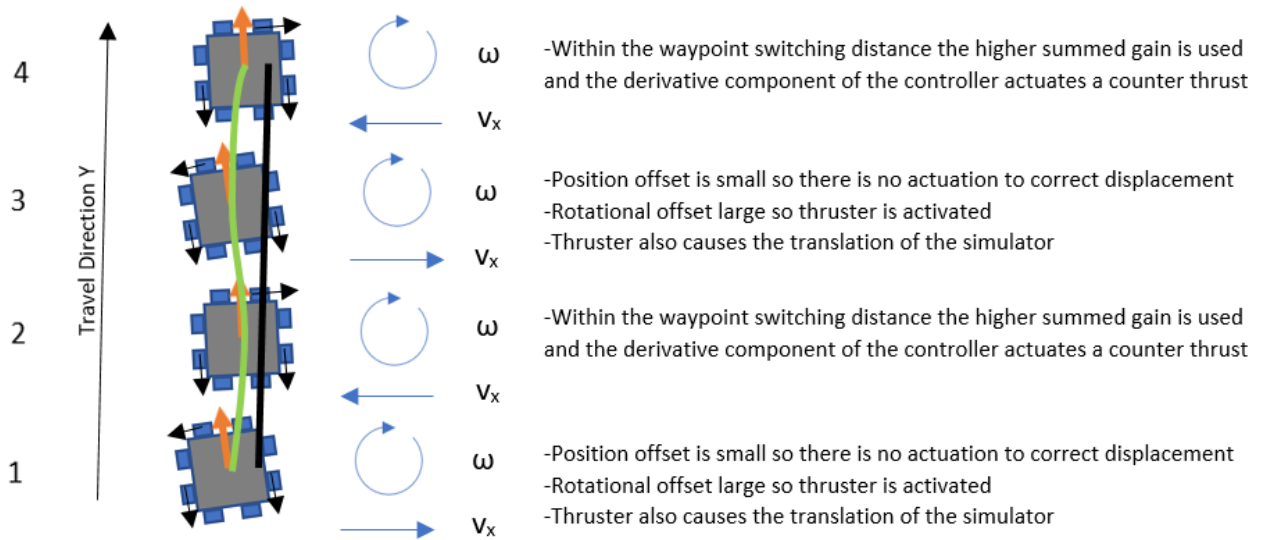 4
ω
-Within the waypoint switching distance the higher summed gain is used
and the derivative component of the controller actuates a counter thrust
vₓ
3
ω
-Position offset is small so there is no actuation to correct displacement
-Rotational offset large so thruster is activated
-Thruster also causes the translation of the simulator
vₓ
Travel Direction Y
2
ω
-Within the waypoint switching distance the higher summed gain is used
and the derivative component of the controller actuates a counter thrust
vₓ
1
ω
-Position offset is small so there is no actuation to correct displacement
-Rotational offset large so thruster is activated
-Thruster also causes the translation of the simulator
vₓ